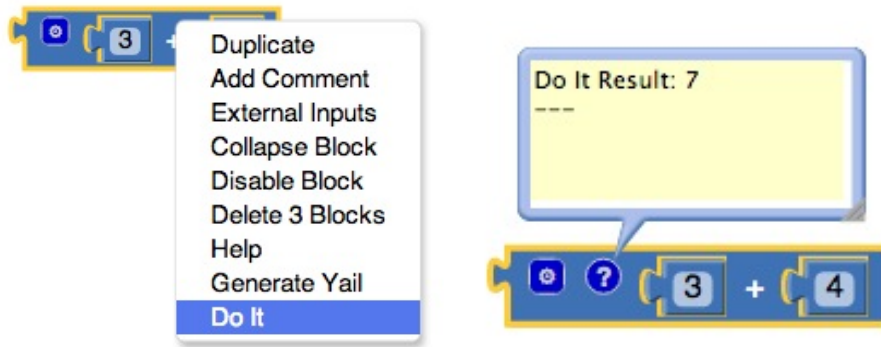 3 +
Duplicate
Add Comment
External Inputs
Collapse Block
Disable Block
Delete 3 Blocks
Help
Generate Yail
Do It
Do It Result: 7
---
? 3 + 4